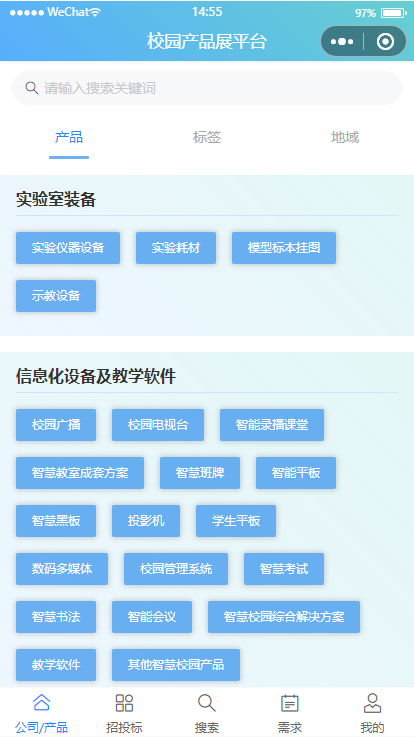 WeChat 14:55 97%
校园产品展平台
请输入搜索关键词
产品 标签 地域
实验室装备
实验仪器设备 实验耗材 模型标本挂图
示教设备
信息化设备及教学软件
校园广播 校园电视台 智能录播课堂
智慧教室成套方案 智慧班牌 智能平板
智慧黑板 投影机 学生平板
数码多媒体 校园管理系统 智慧考试
智慧书法 智能会议 智慧校园综合解决方案
教学软件 其他智慧校园产品
公司/产品 招投标 搜索 需求 我的